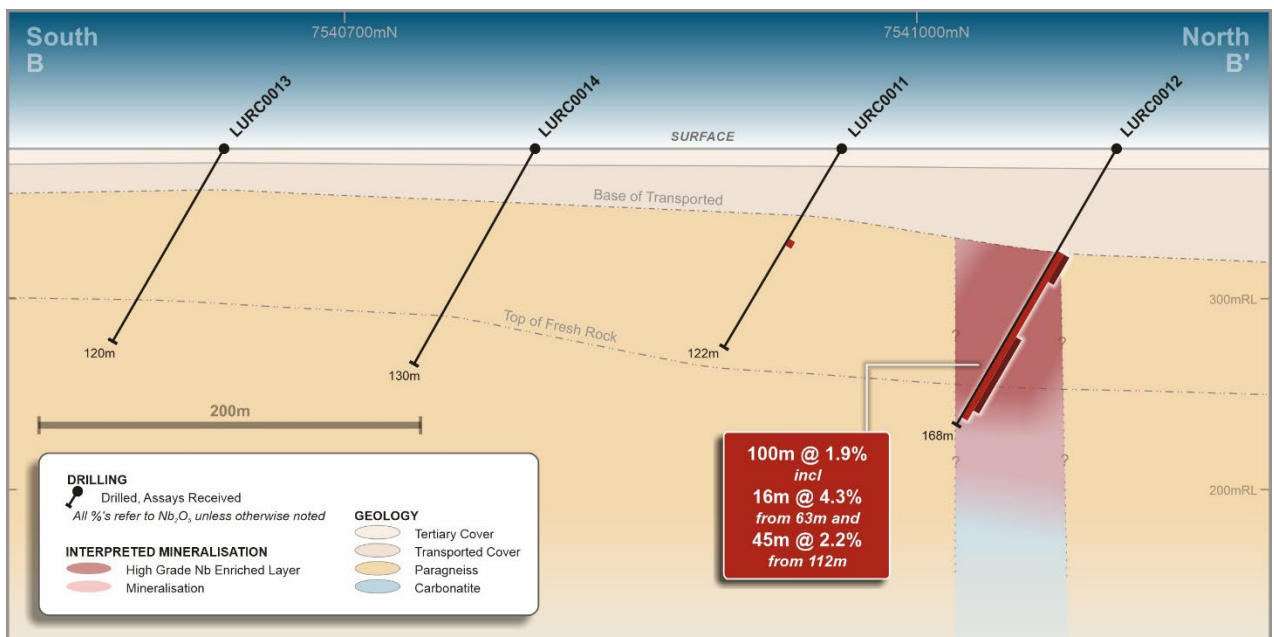 South
B
7540700mN
7541000mN
North
B'
LURC0013
LURC0014
LURC0011
LURC0012
SURFACE
Base of Transported
Top of Fresh Rock
300mRL
200mRL
120m
130m
122m
168m
?
?
?
?
200m
100m @ 1.9%
incl
16m @ 4.3%
from 63m and
45m @ 2.2%
from 112m
DRILLING
Drilled, Assays Received
All %'s refer to Nb₂O₅ unless otherwise noted
INTERPRETED MINERALISATION
High Grade Nb Enriched Layer
Mineralisation
GEOLOGY
Tertiary Cover
Transported Cover
Paragneiss
Carbonatite